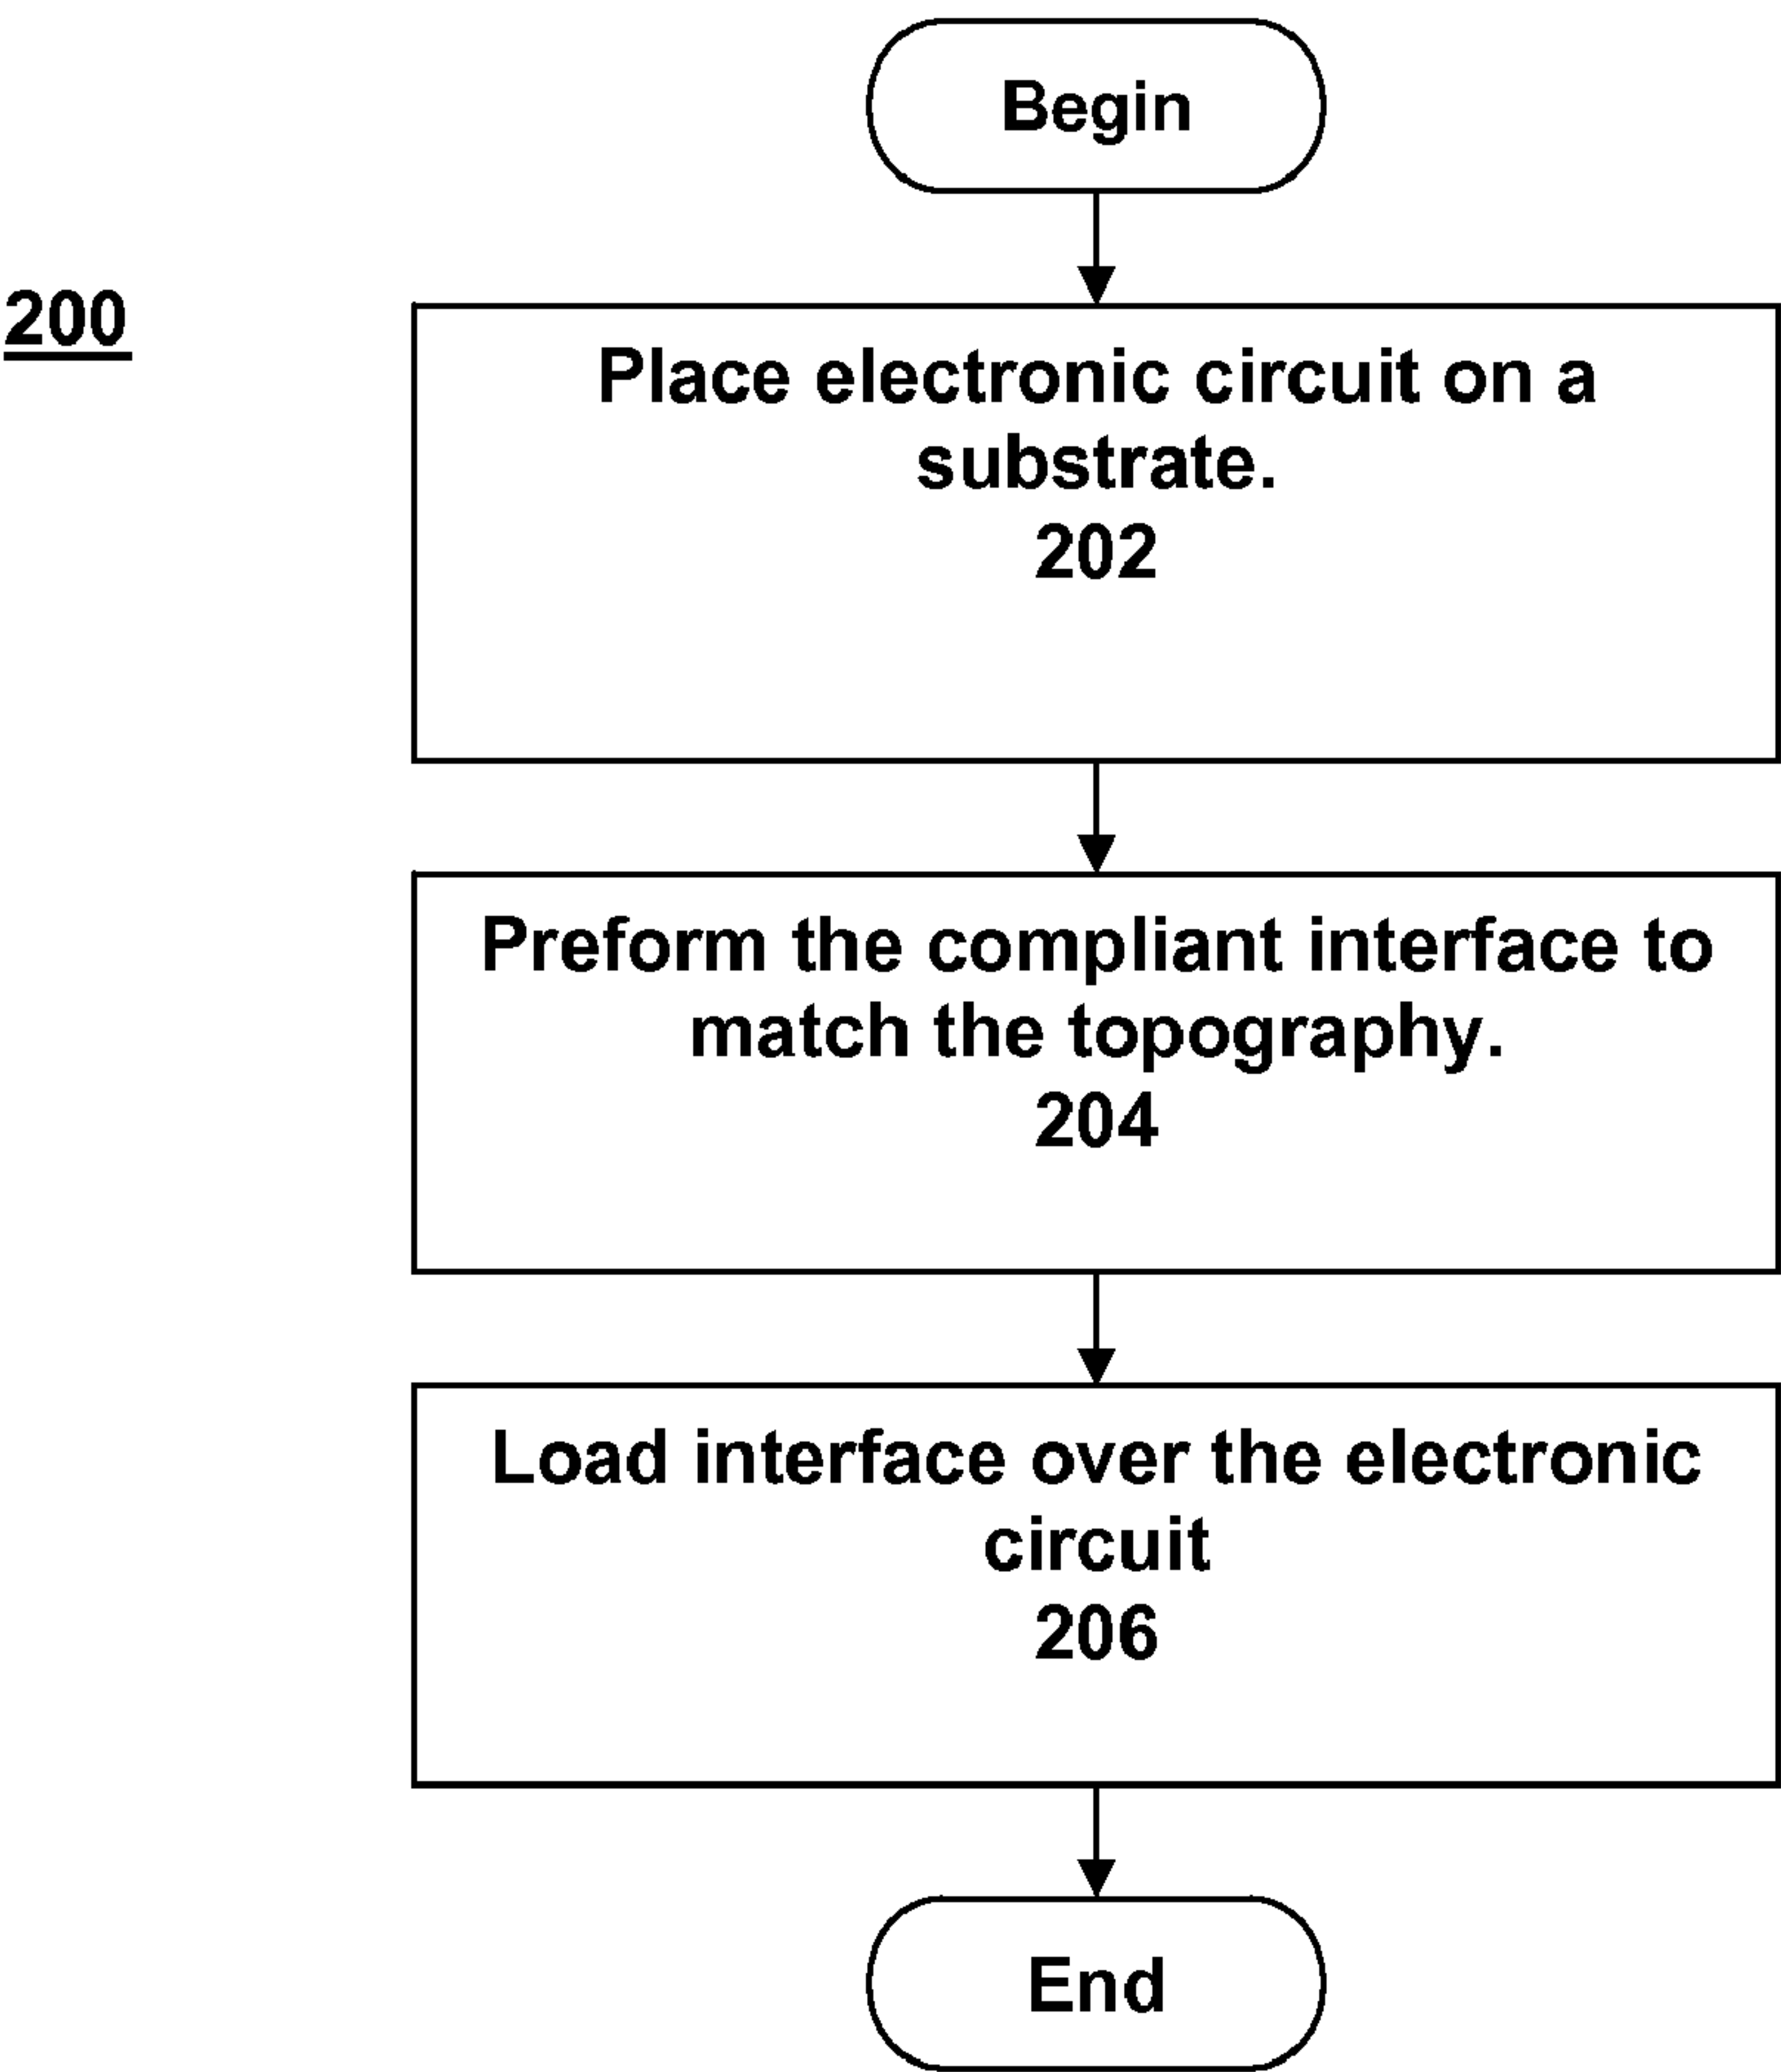 Begin
200
Place electronic circuit on a
substrate.
202
Preform the compliant interface to
match the topography.
204
Load interface over the electronic
circuit
206
End